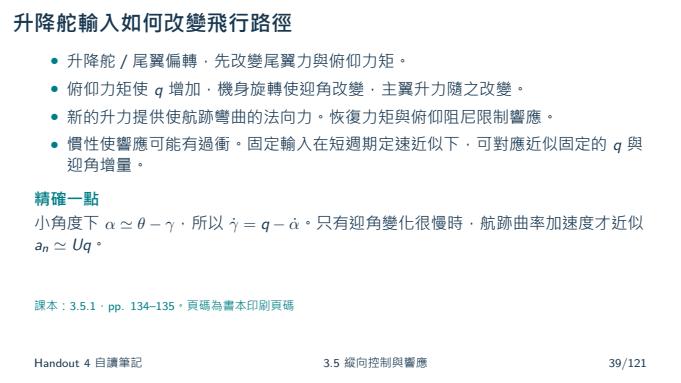 升降舵輸入如何改變飛行路徑
• 升降舵 / 尾翼偏轉，先改變尾翼力與俯仰力矩。
• 俯仰力矩使 q 增加，機身旋轉使迎角改變，主翼升力隨之改變。
• 新的升力提供使航跡彎曲的法向力。恢復力矩與俯仰阻尼限制響應。
• 慣性使響應可能有過衝。固定輸入在短週期定速近似下，可對應近似固定的 q 與
迎角增量。
精確一點
小角度下 α ≃ θ − γ，所以 γ̇ = q − α̇。只有迎角變化很慢時，航跡曲率加速度才近似
aₙ ≃ Uq。
課本：3.5.1，pp. 134–135。頁碼為書本印刷頁碼
Handout 4 自讀筆記
3.5 縱向控制與響應
39/121